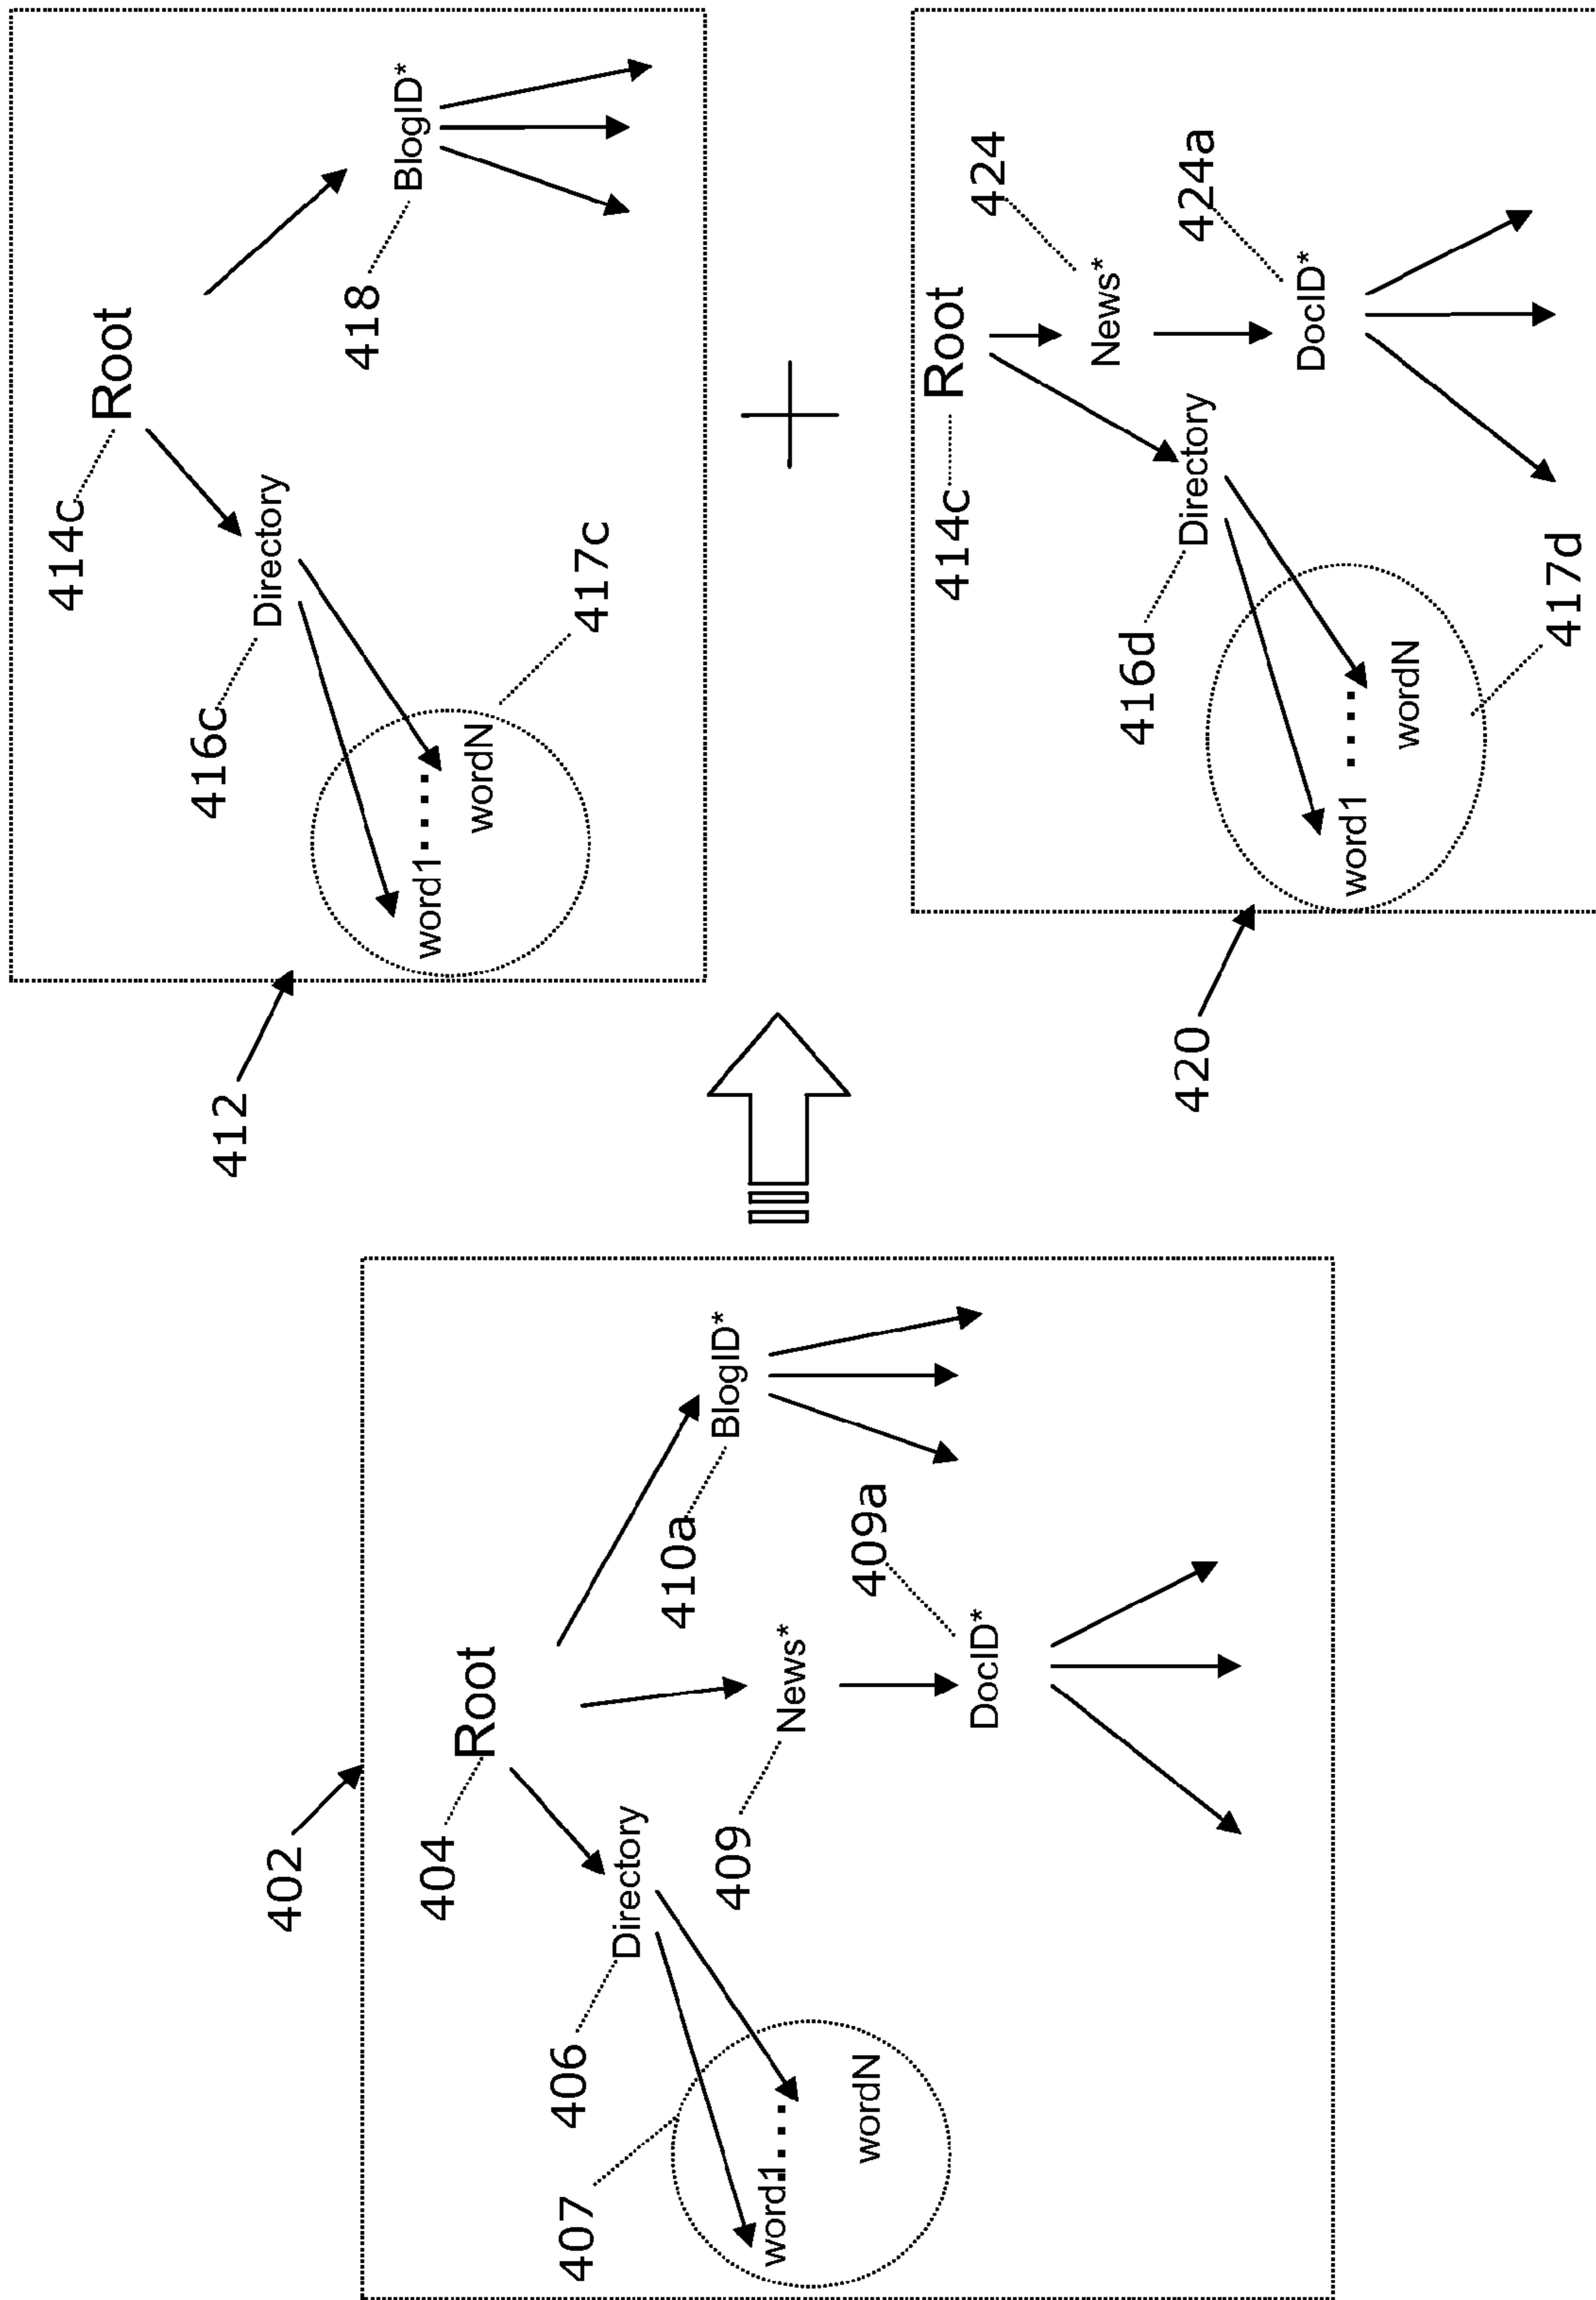 402
404
Root
406
Directory
407
word1
....
wordN
409
News*
409a
DocID*
410a
BlogID*
412
414c
Root
416c
Directory
417c
word1
....
wordN
418
BlogID*
+
420
414c
Root
416d
Directory
417d
word1
....
wordN
424
News*
424a
DocID*